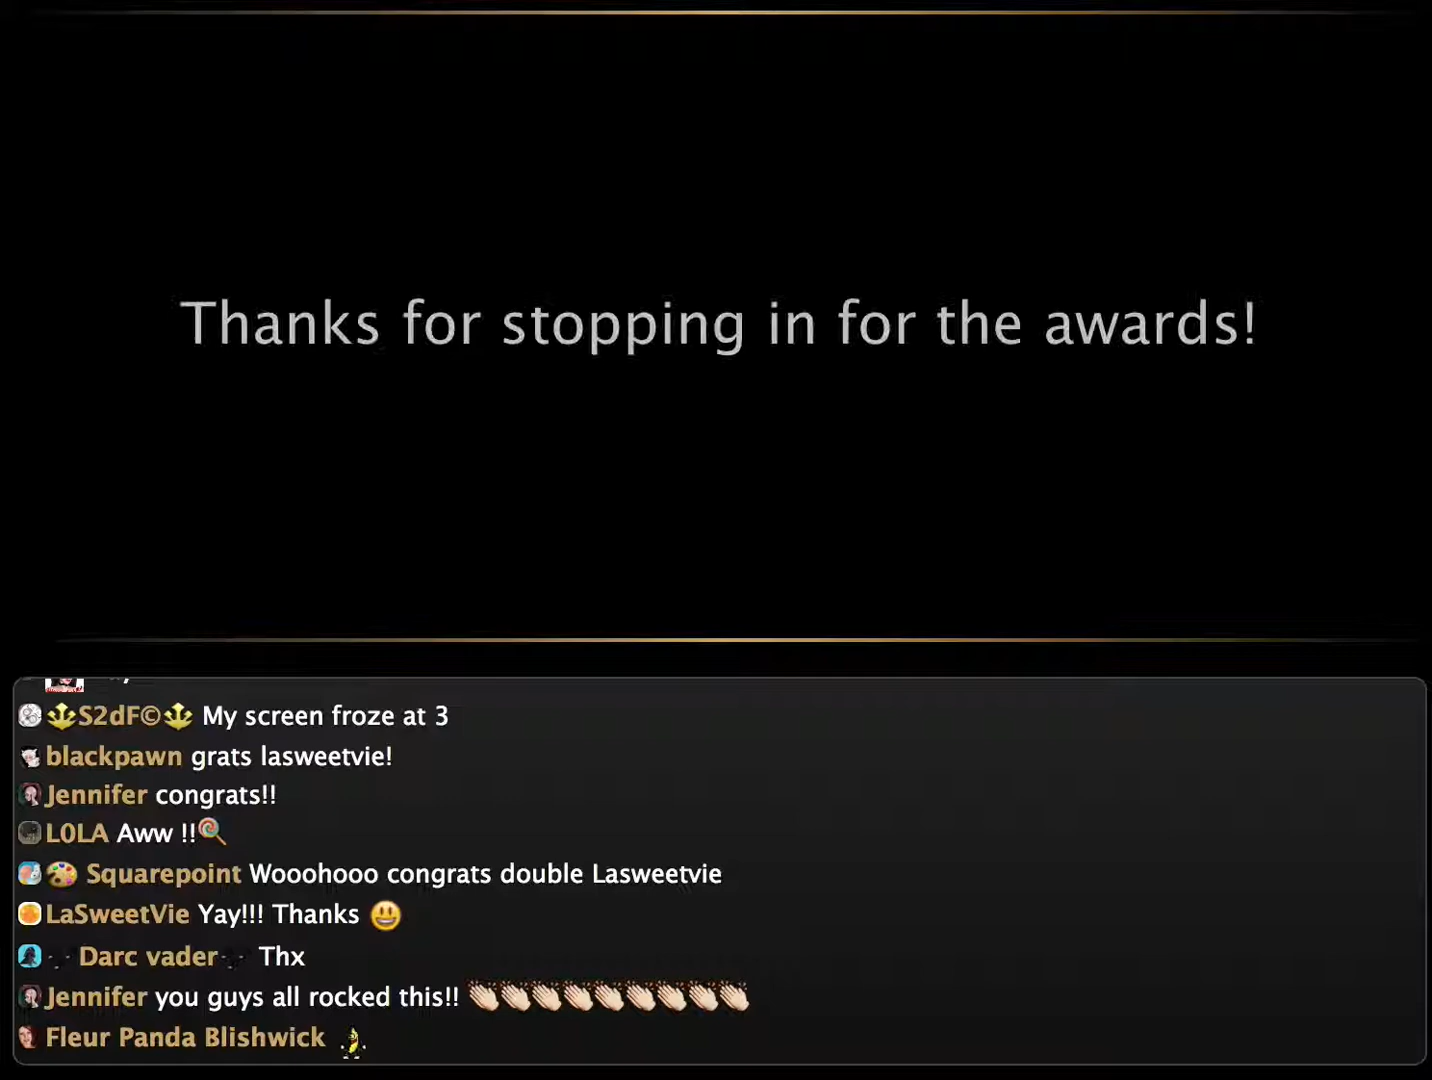 Thanks for stopping in for the awards!
S2dF© My screen froze at 3
blackpawn grats lasweetvie!
Jennifer congrats!!
L0LA Aww !!
Squarepoint Wooohooo congrats double Lasweetvie
LaSweetVie Yay!!! Thanks
Darc vader Thx
Jennifer you guys all rocked this!!
Fleur Panda Blishwick